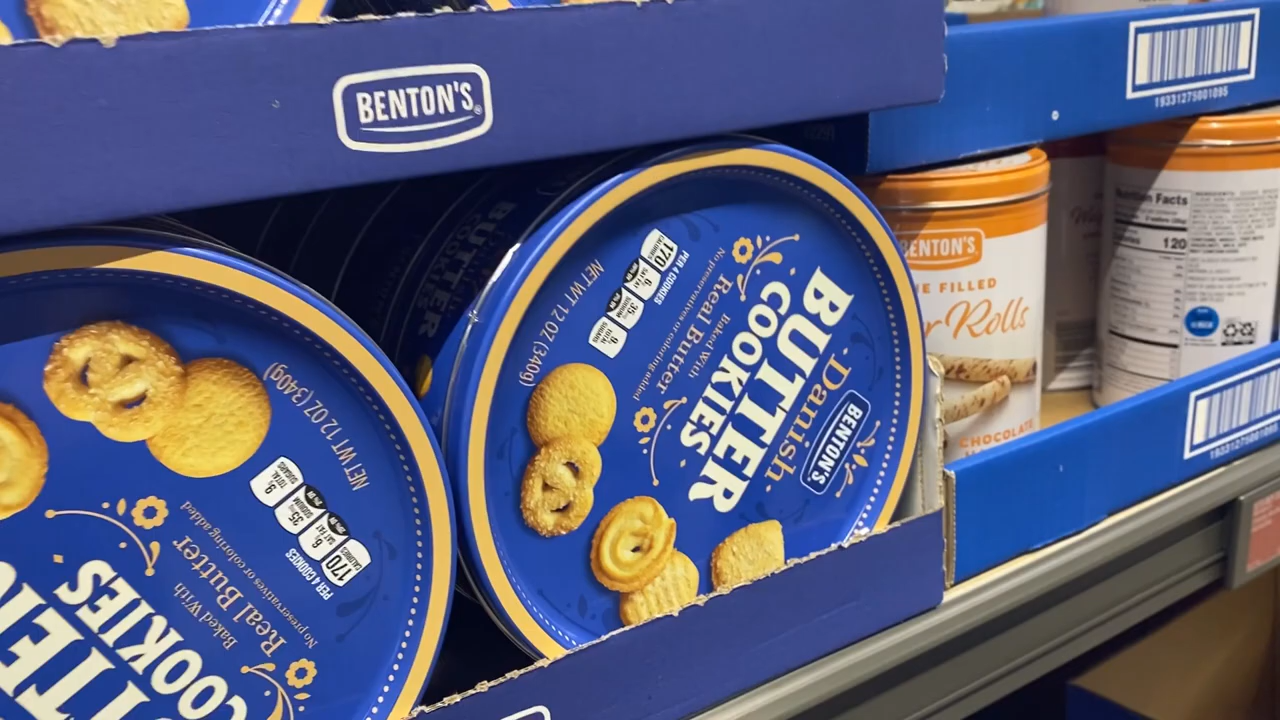 BENTON'S
19331275001095
BENTON'S
Danish
BUTTER
COOKIES
Baked With
Real Butter
No preservatives or coloring added
PER 4 COOKIES
170
CALORIES
6g
SAT FAT
35mg
SODIUM
9g
TOTAL
SUGARS
NET WT 12 OZ (340g)
NET WT 12 OZ (340g)
PER 4 COOKIES
170
CALORIES
6g
SAT FAT
35mg
SODIUM
9g
TOTAL
SUGARS
No preservatives or coloring added
Real Butter
Baked With
COOKIES
BUTTER
COOKIES
BENTON'S
FILLED
Rolls
CHOCOLATE
Nutrition Facts
120